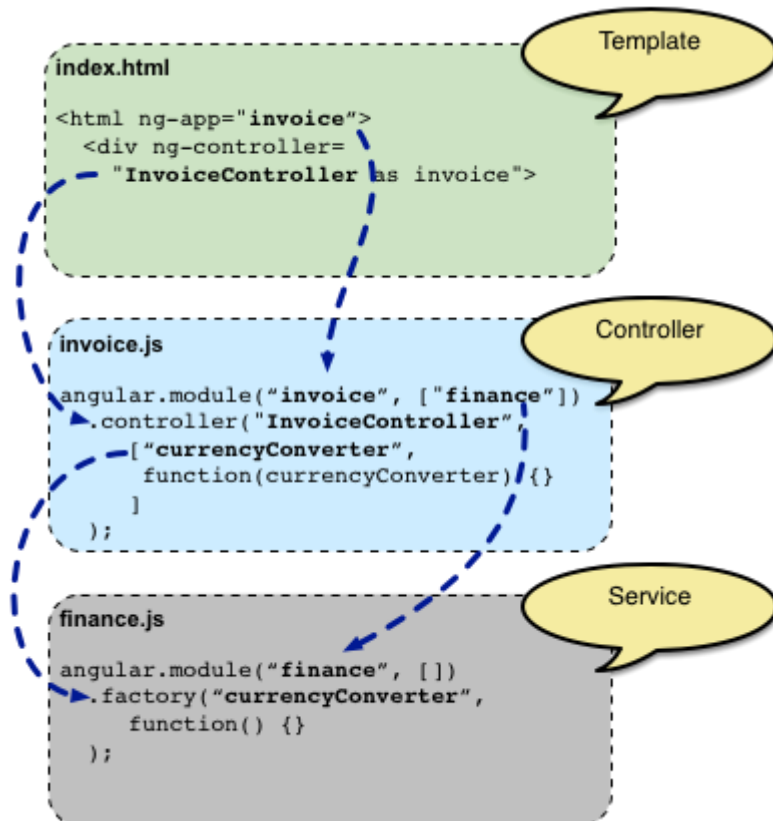 Template
index.html
<html ng-app="invoice“>
<div ng-controller=
"InvoiceController as invoice">
Controller
invoice.js
angular.module(“invoice”, ["finance”])
.controller("InvoiceController”,
[“currencyConverter”,
function(currencyConverter) {}
]
);
Service
finance.js
angular.module(“finance”, [])
.factory(“currencyConverter”,
function() {}
);